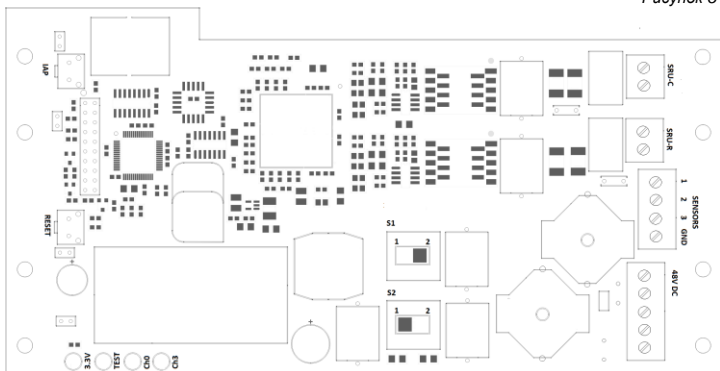 Рисунок 6
IAP
SRU-C
SRU-R
RESET
1
2
3
GND
SENSORS
S1
1 2
48V DC
S2
1 2
3.3V
TEST
Ch0
Ch3